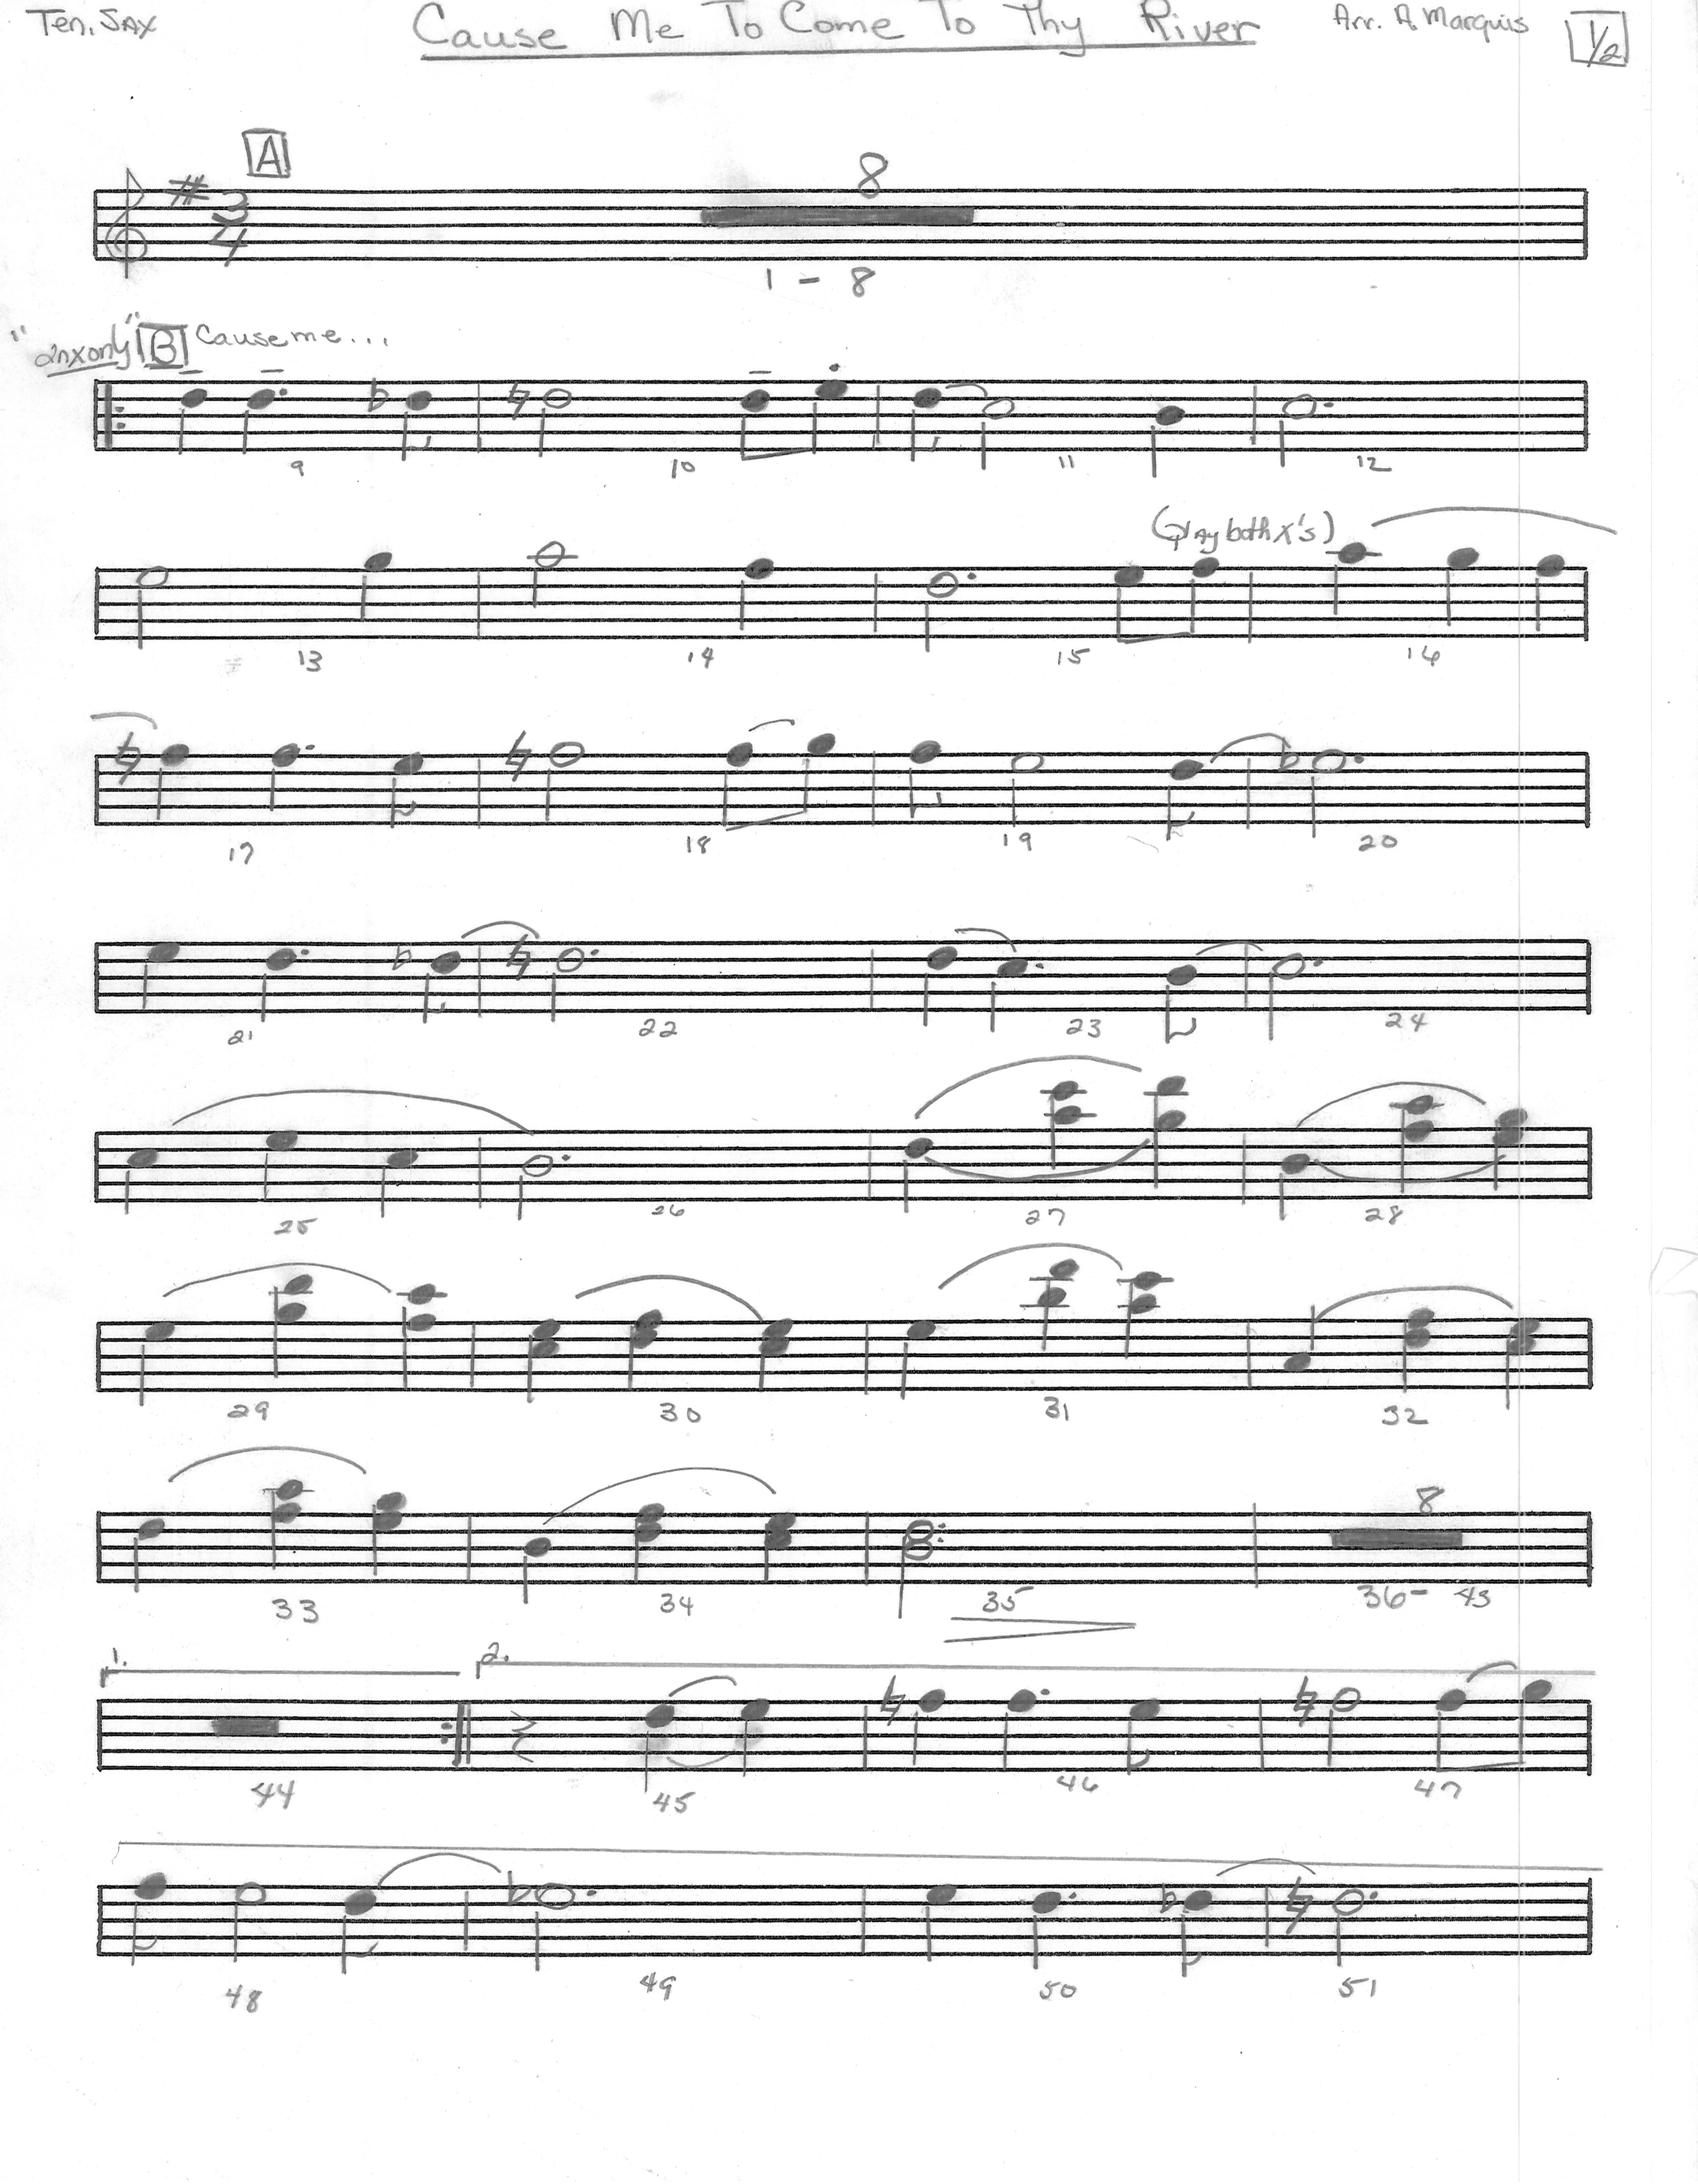 Ten. Sax Cause Me To Come To Thy River Arr. A. Marquis 1/2
A
3 8
4
1 - 8
"2nx only" B Cause me...
9 10 11 12
(Play both x's)
13 14 15 16
17 18 19 20
21 22 23 24
25 26 27 28
29 30 31 32
8
33 34 35 36- 43
1. 2.
44 45 46 47
48 49 50 51